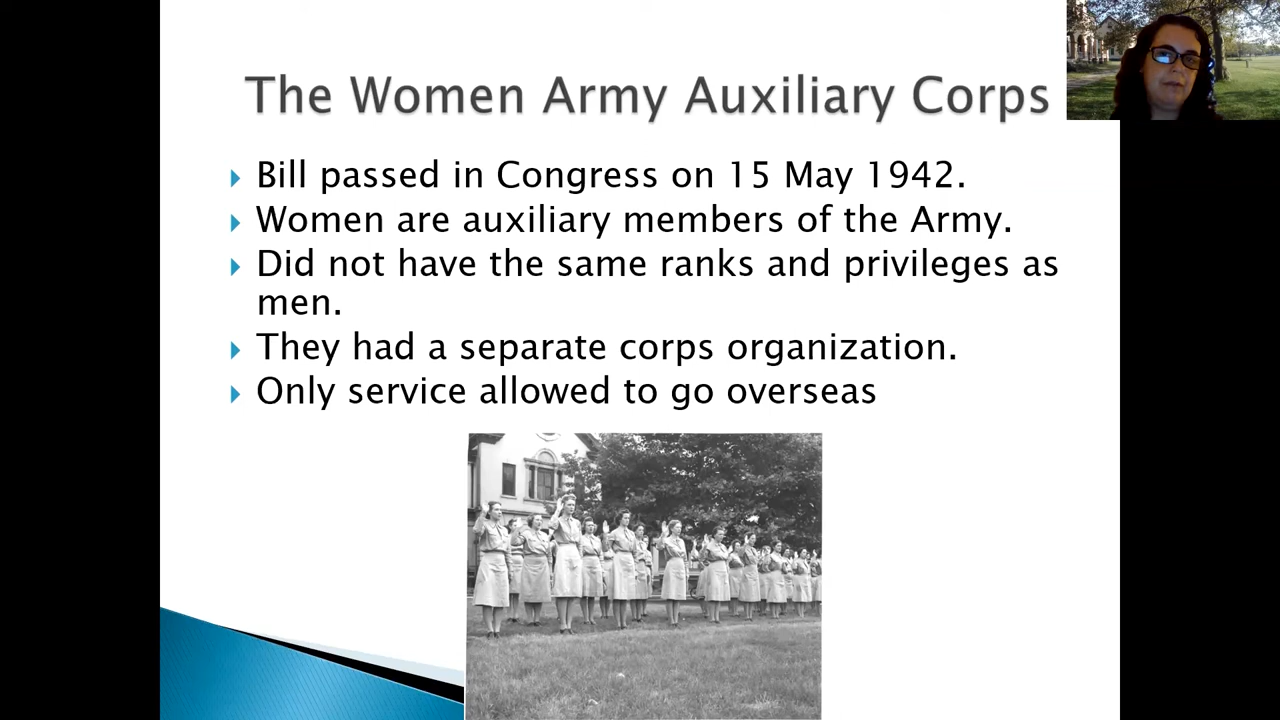 The Women Army Auxiliary Corps
Bill passed in Congress on 15 May 1942.
Women are auxiliary members of the Army.
Did not have the same ranks and privileges as
men.
They had a separate corps organization.
Only service allowed to go overseas